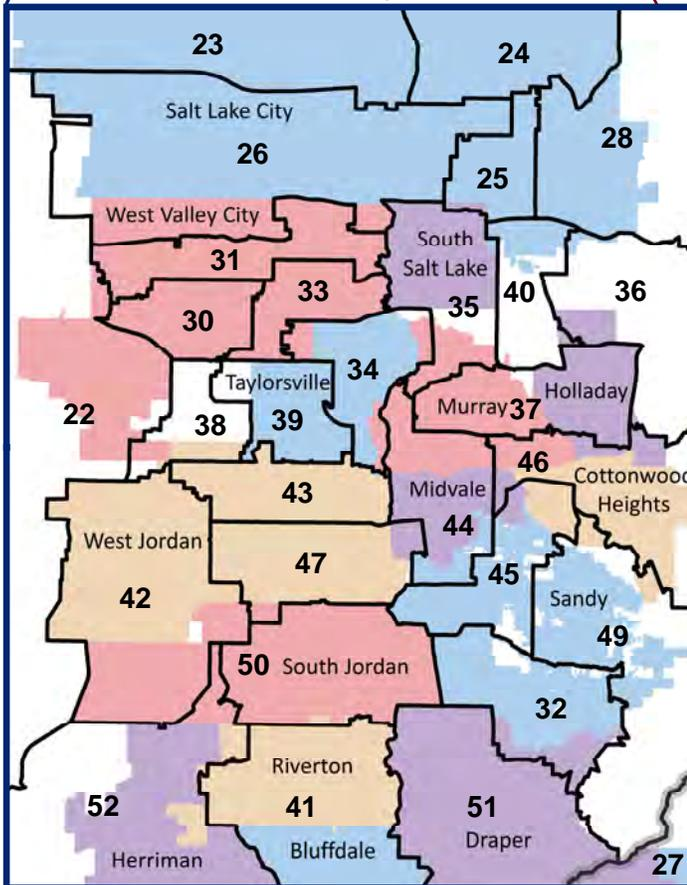 23
24
Salt Lake City
26
28
25
West Valley City
South
Salt Lake
31
33
40
36
35
30
34
Taylorsville
22
38
39
Murray 37
Holladay
46
Cottonwood
Heights
43
Midvale
44
West Jordan
47
45
42
Sandy
49
50 South Jordan
32
Riverton
52
41
51
Draper
Bluffdale
Herriman
27